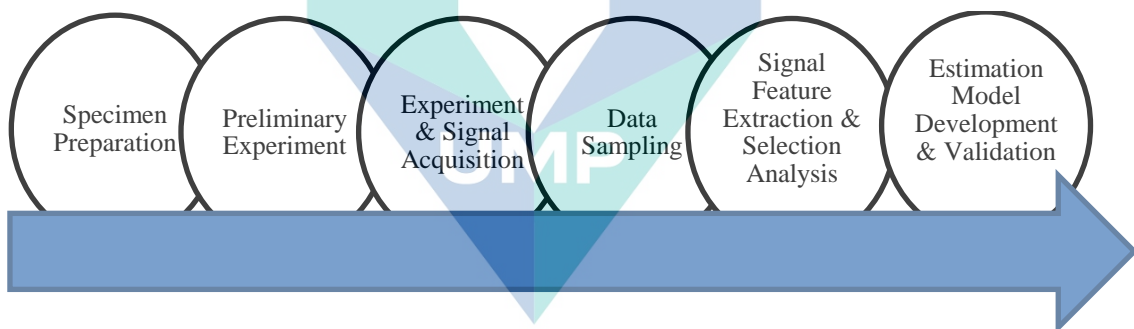 Specimen
Preparation
Preliminary
Experiment
Experiment
& Signal
Acquisition
Data
Sampling
Signal
Feature
Extraction &
Selection
Analysis
Estimation
Model
Development
& Validation
UMP